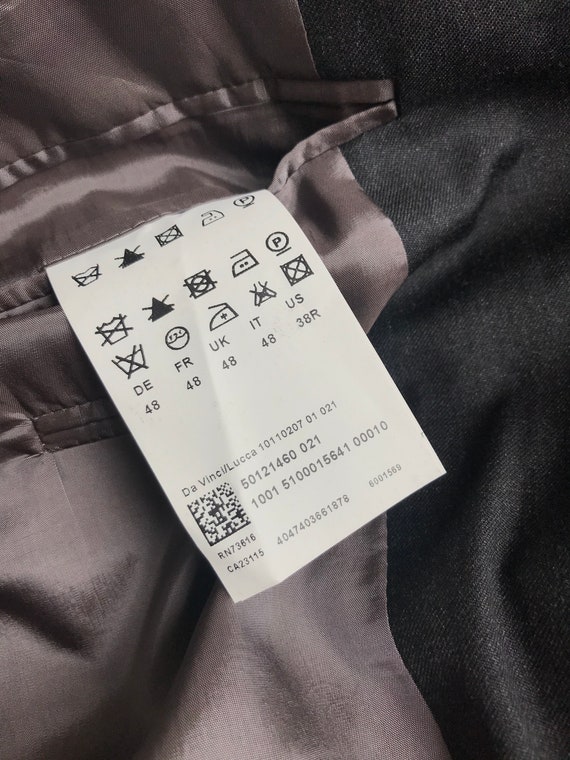 DE FR UK IT US
48 48 48 48 38R
Da Vinci/Lucca 10110207 01 021
50121460 021
1001 5100015641 00010
RN73616
CA23115 4047403661878 6001569